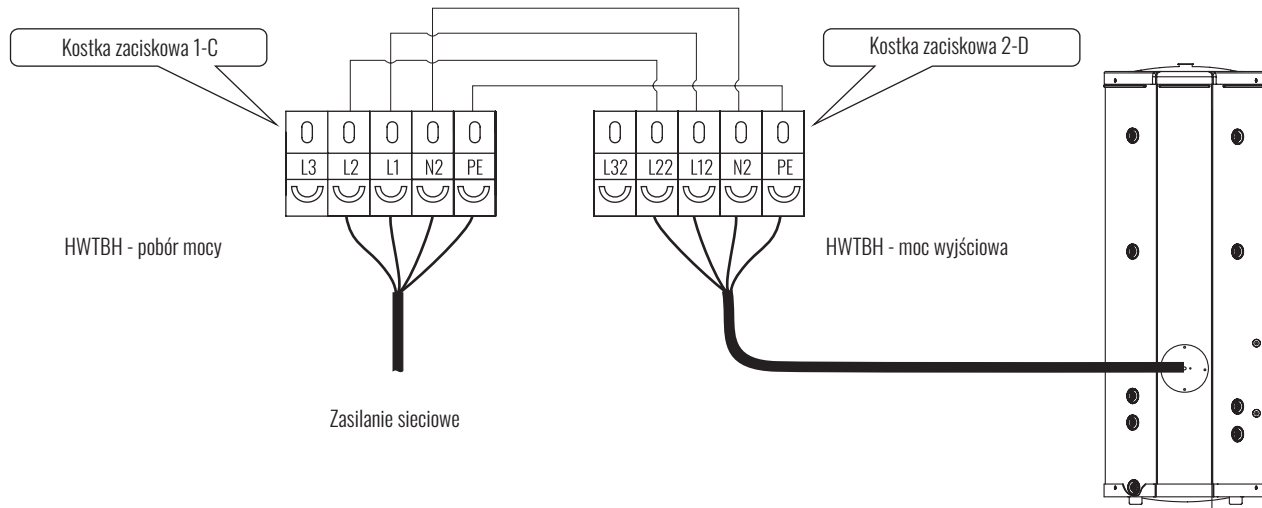 Kostka zaciskowa 1-C
Kostka zaciskowa 2-D
L3 L2 L1 N2 PE
L32 L22 L12 N2 PE
HWTBH - pobór mocy
HWTBH - moc wyjściowa
Zasilanie sieciowe